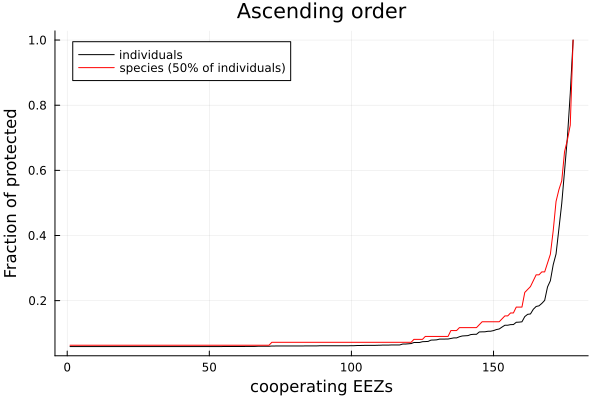 Ascending order
individuals
species (50% of individuals)
Fraction of protected
1.0
0.8
0.6
0.4
0.2
0
50
100
150
cooperating EEZs